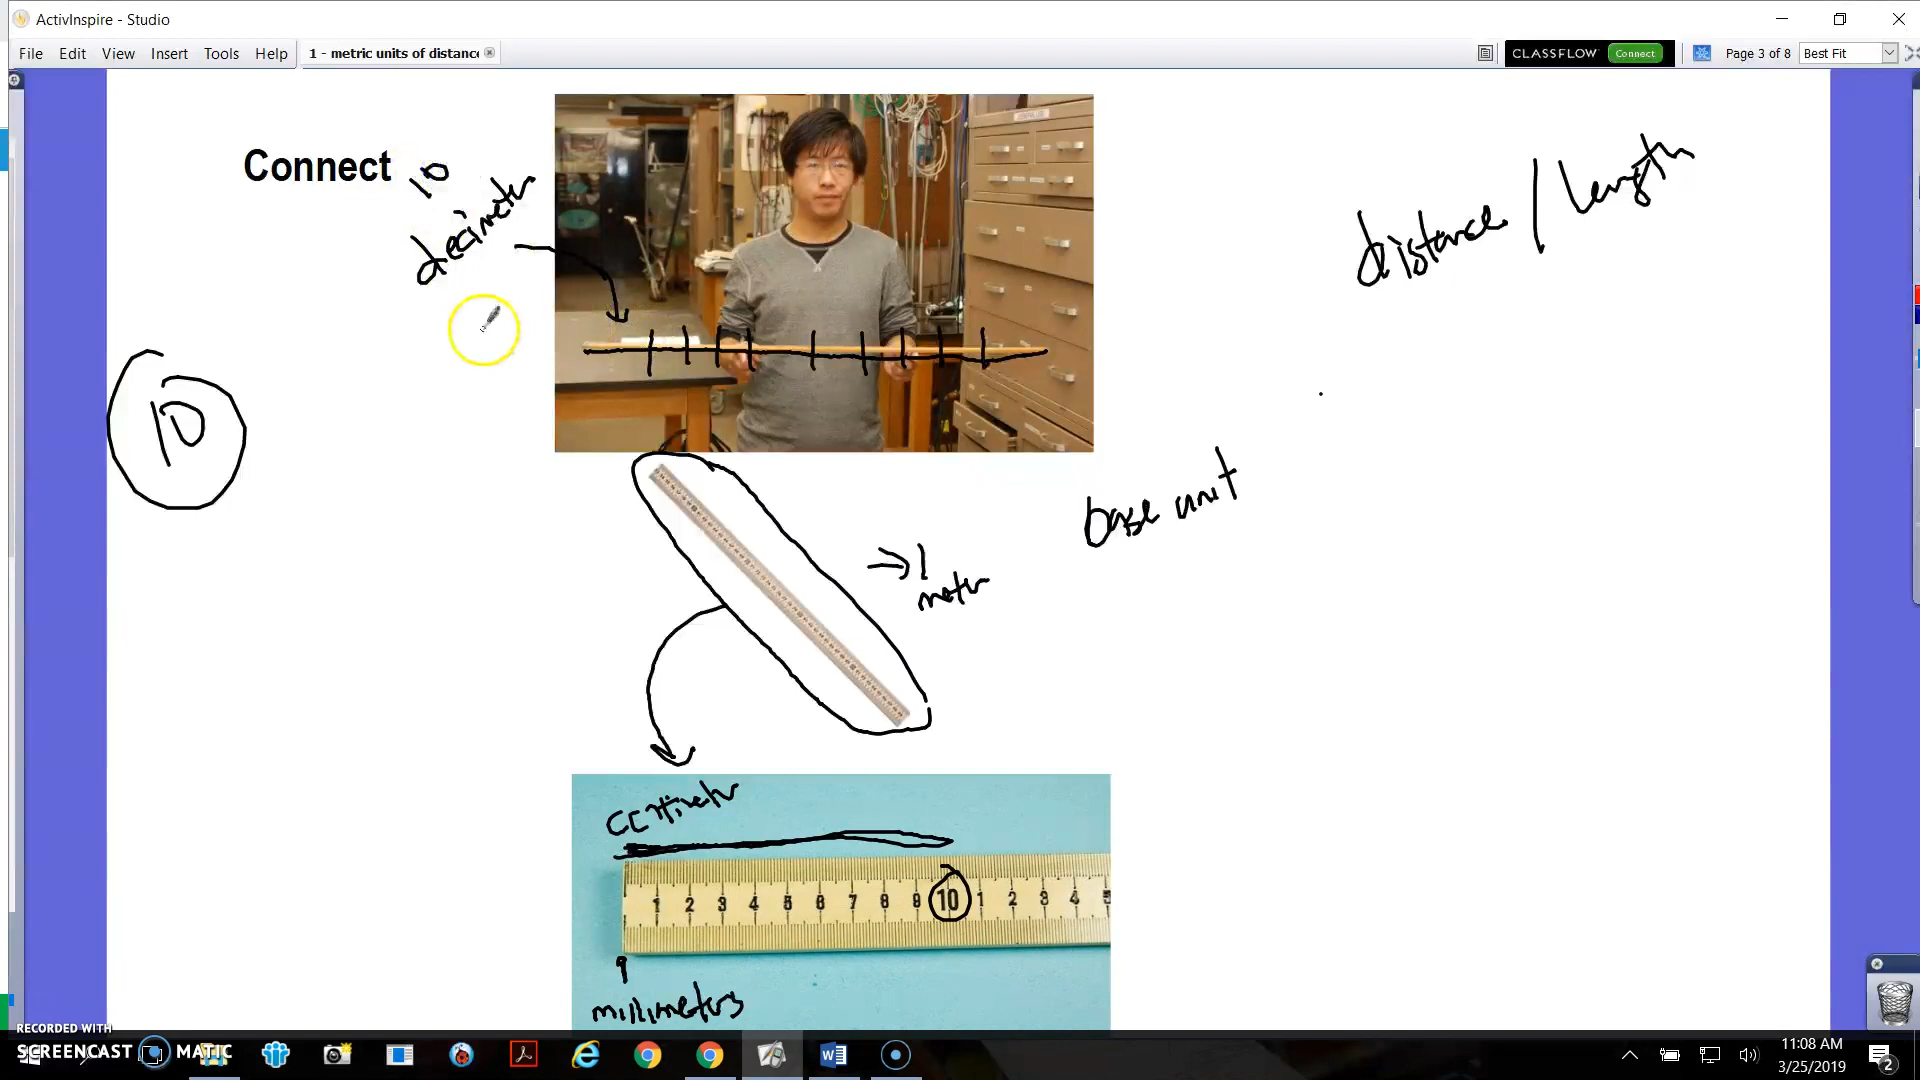 ActivInspire - Studio
File Edit View Insert Tools Help 1 - metric units of distanc
CLASSFLOW Connect Page 3 of 8 Best Fit
Connect
10
decimeter
distance / length
10
base unit
1
meter
centimeter
1 2 3 4 5 6 7 8 9 10 1 2 3 4 5
millimeters
RECORDED WITH
SCREENCAST MATIC
11:08 AM
3/25/2019
2